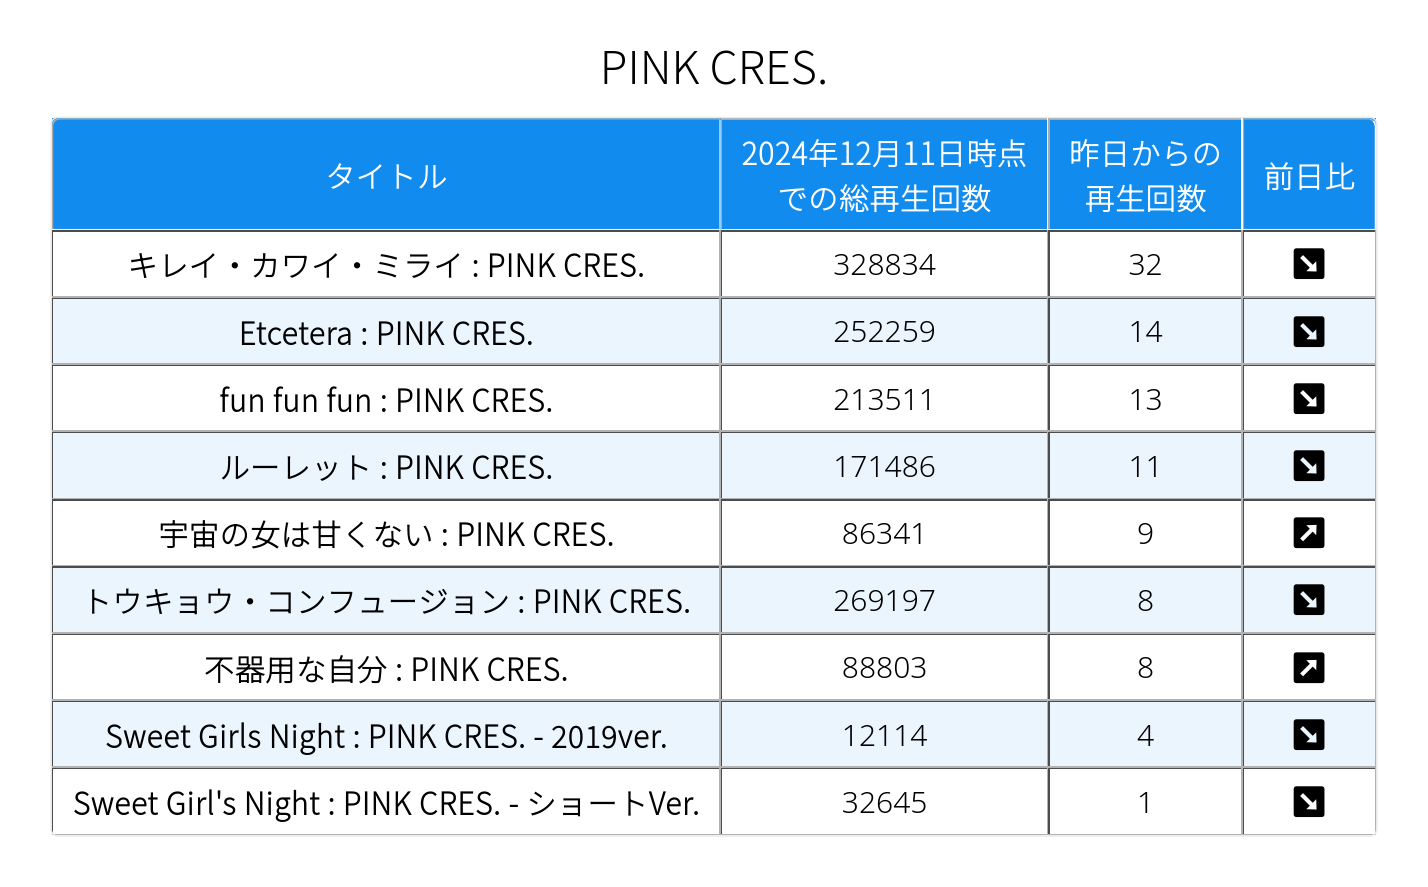 PINK CRES.
タイトル
2024年12月11日時点
での総再生回数
昨日からの
再生回数
前日比
キレイ・カワイ・ミライ : PINK CRES. 328834 32 ↘
Etcetera : PINK CRES. 252259 14 ↘
fun fun fun : PINK CRES. 213511 13 ↘
ルーレット : PINK CRES. 171486 11 ↘
宇宙の女は甘くない : PINK CRES. 86341 9 ↗
トウキョウ・コンフュージョン : PINK CRES. 269197 8 ↘
不器用な自分 : PINK CRES. 88803 8 ↗
Sweet Girls Night : PINK CRES. - 2019ver. 12114 4 ↘
Sweet Girl's Night : PINK CRES. - ショートVer. 32645 1 ↘